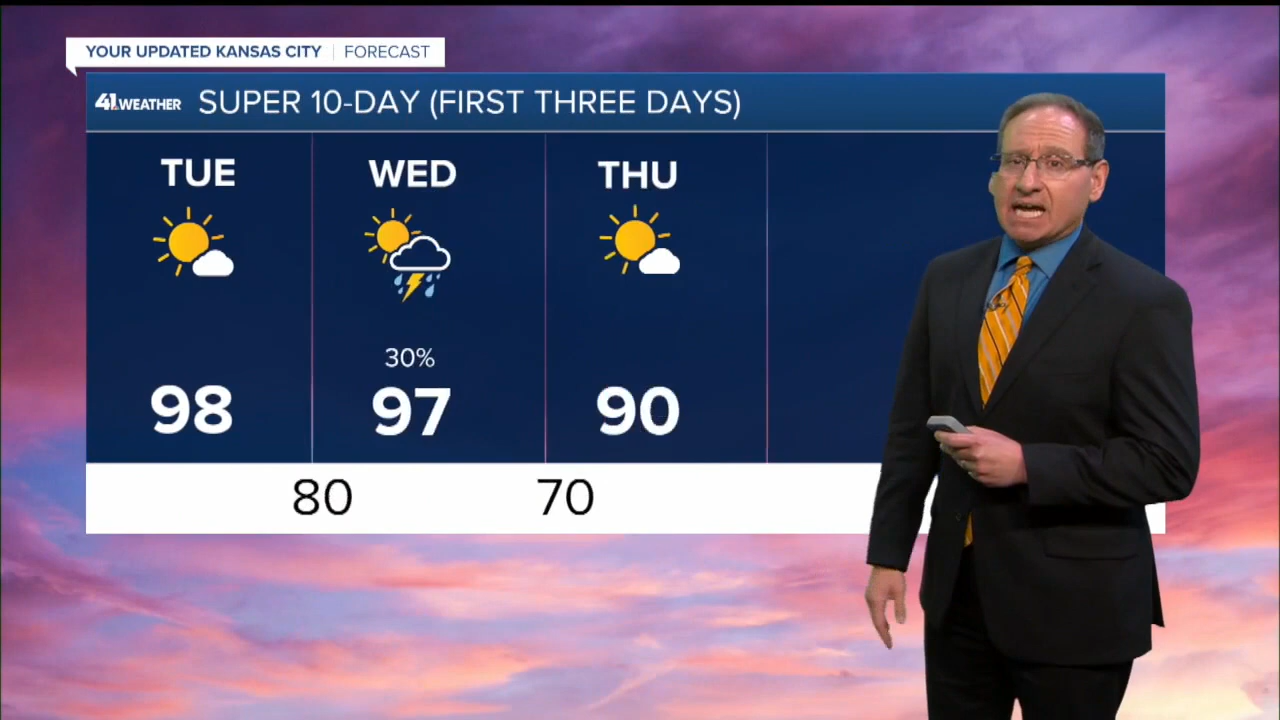 YOUR UPDATED KANSAS CITY | FORECAST
41 WEATHER SUPER 10-DAY (FIRST THREE DAYS)
TUE WED THU
30%
98 97 90
80 70